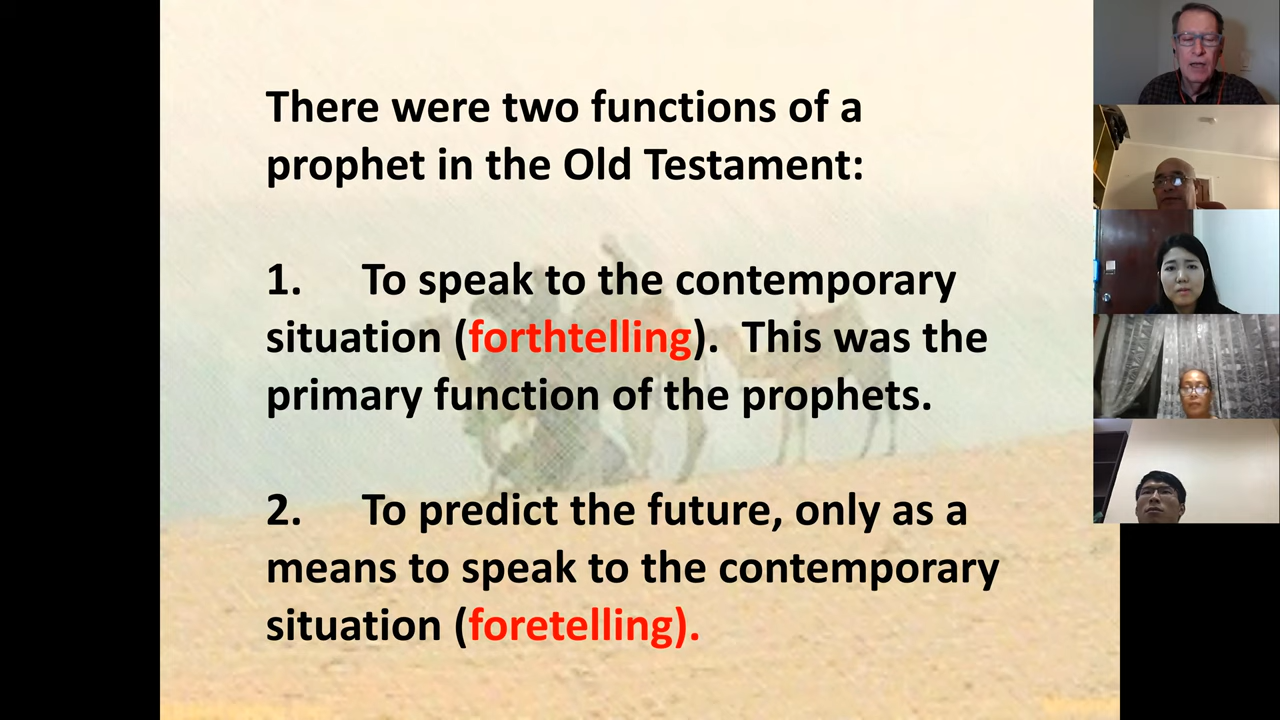 There were two functions of a
prophet in the Old Testament:
1. To speak to the contemporary
situation (forthtelling). This was the
primary function of the prophets.
2. To predict the future, only as a
means to speak to the contemporary
situation (foretelling).